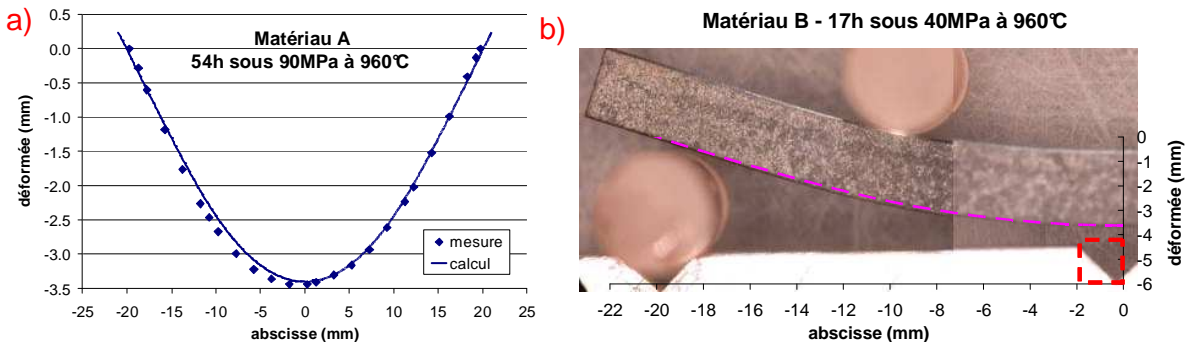 a)
Matériau A
54h sous 90MPa à 960℃
déformée (mm)
0.0
-0.5
-1.0
-1.5
-2.0
-2.5
-3.0
-3.5
mesure
calcul
-25 -20 -15 -10 -5 0 5 10 15 20 25
abscisse (mm)
b)
Matériau B - 17h sous 40MPa à 960℃
0
-1
-2
-3
-4
-5
-6
déformée (mm)
-22 -20 -18 -16 -14 -12 -10 -8 -6 -4 -2 0
abscisse (mm)